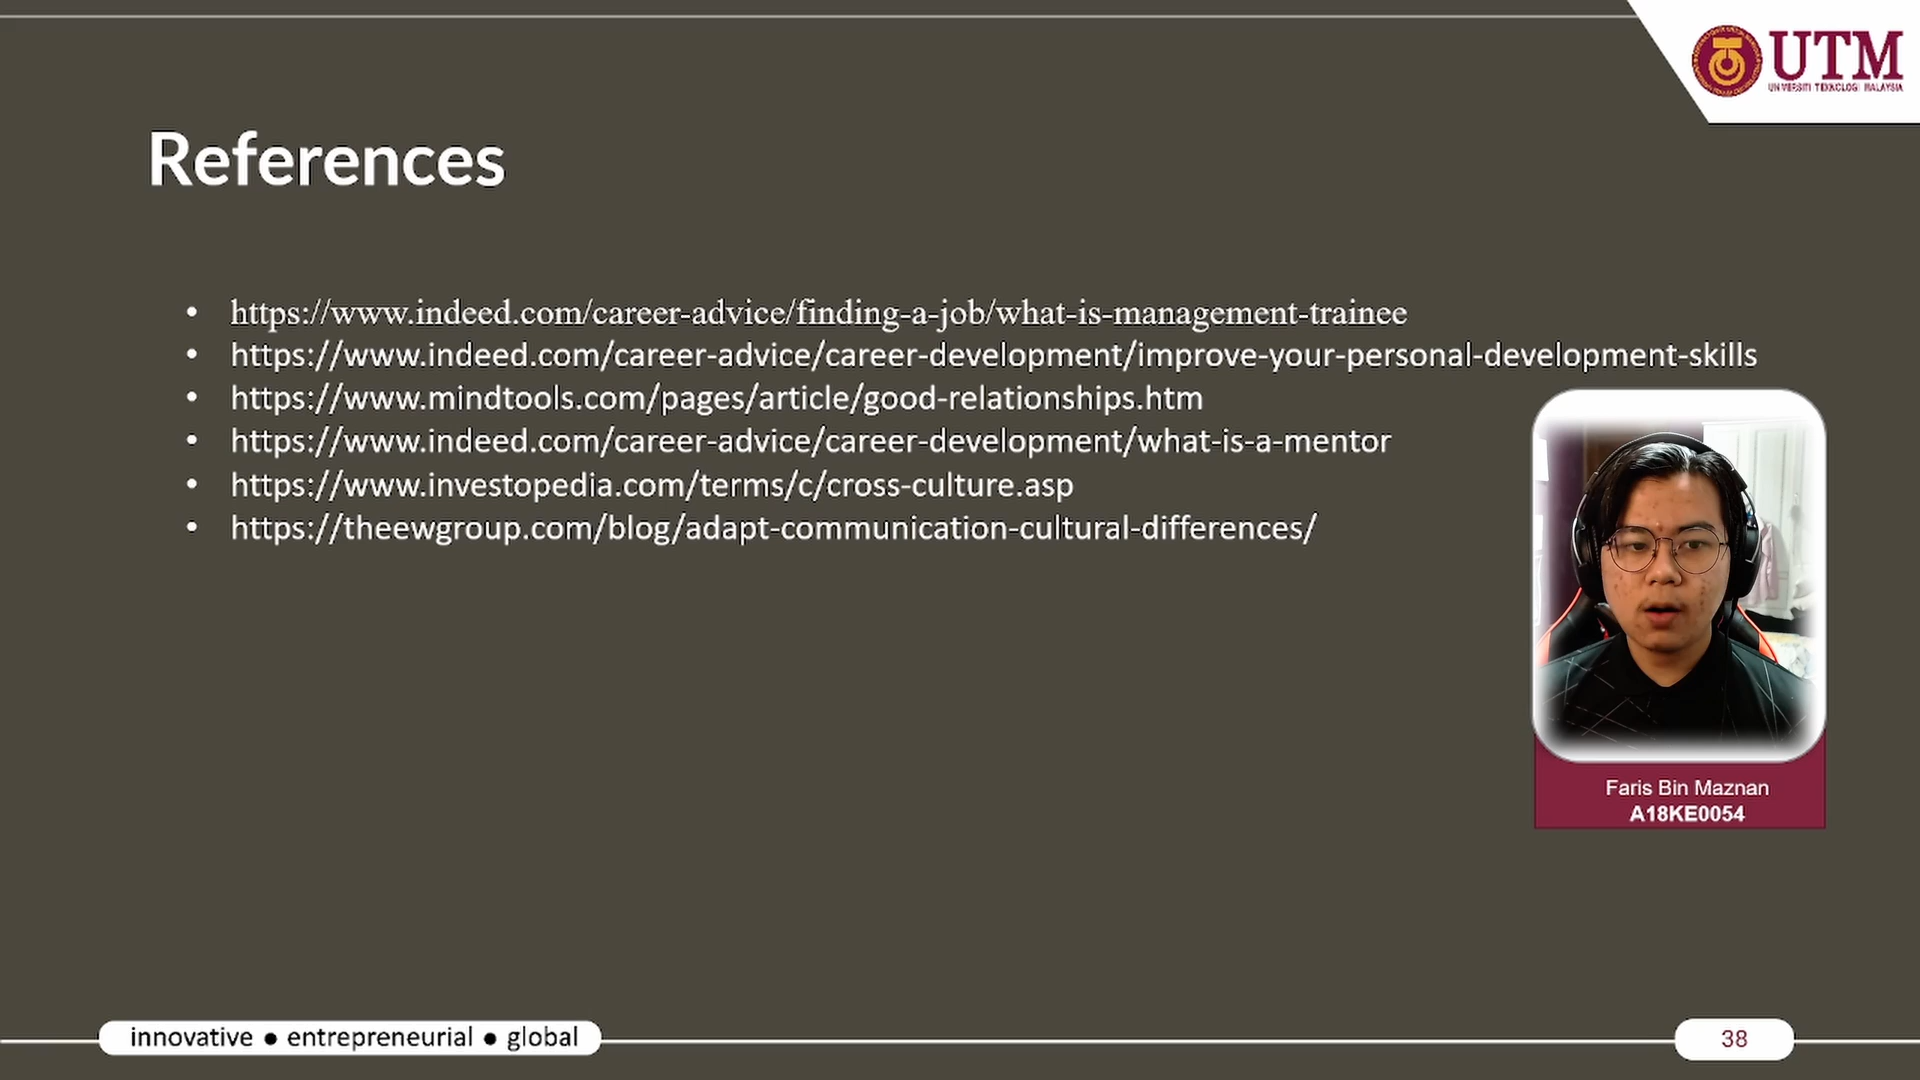 UTM
UNIVERSITI TEKNOLOGI MALAYSIA
References
• https://www.indeed.com/career-advice/finding-a-job/what-is-management-trainee
• https://www.indeed.com/career-advice/career-development/improve-your-personal-development-skills
• https://www.mindtools.com/pages/article/good-relationships.htm
• https://www.indeed.com/career-advice/career-development/what-is-a-mentor
• https://www.investopedia.com/terms/c/cross-culture.asp
• https://theewgroup.com/blog/adapt-communication-cultural-differences/
Faris Bin Maznan
A18KE0054
innovative ● entrepreneurial ● global
38